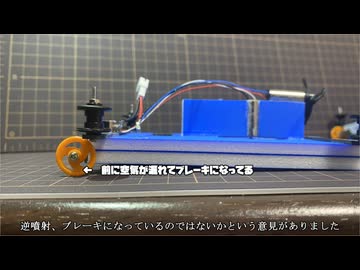 ← 前に空気が漏れてブレーキになってる
逆噴射、ブレーキになっているのではないかという意見がありました